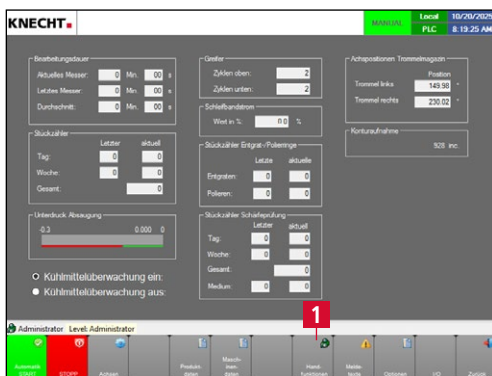 KNECHT
MANUAL
Local
10/20/2025
PLC
8:19:25 AM
Bearbeitungsdauer
Aktuelles Messer: 0 Min. 00 s
Letztes Messer: 0 Min. 00 s
Durchschnitt: 0 Min. 00 s
Stückzähler
Letzter aktuell
Tag: 0 0
Woche: 0 0
Gesamt: 0
Unterdruck Absaugung
-0.3 0.000 0
Kühlmittelüberwachung ein:
Kühlmittelüberwachung aus:
Greifer
Zyklen oben: 2
Zyklen unten: 2
Schleifbandstrom
Wert in %: 0.0 %
Stückzähler Entgrat-/Polierringe
Letzte aktuelle
Entgraten: 0 0
Polieren: 0 0
Stückzähler Schärfeprüfung
Letzter aktuell
Tag: 0 0
Woche: 0 0
Gesamt: 0
Medium: 0 0
Achspositionen Trommelmagazin
Position
Trommel links 149.98 °
Trommel rechts 230.02 °
Konturaufnahme
928 inc.
1
Administrator Level: Administrator
Automatik START
STOPP
Achsen
Produkt-daten
Masch-inen-daten
Hand-funktionen
Melde-texte
Optionen
I/O
Zurück